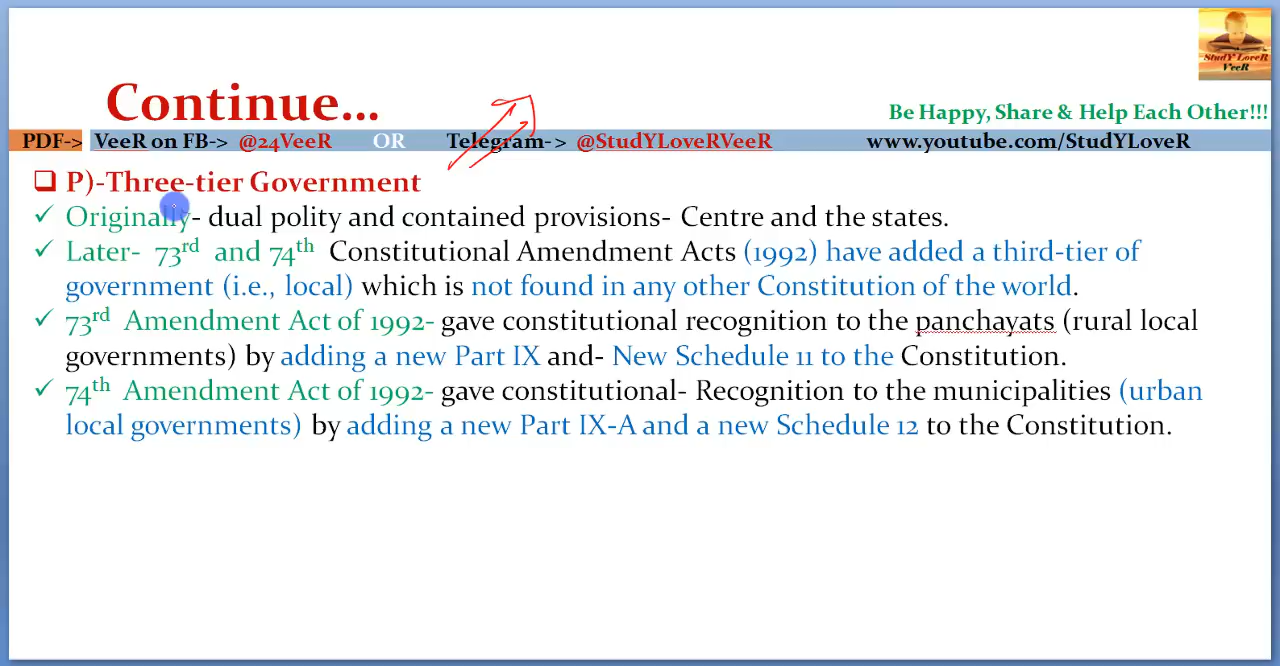 StudY LoveR
VeeR
Continue...
Be Happy, Share & Help Each Other!!!
PDF-> VeeR on FB-> @24VeeR OR Telegram-> @StudYLoveRVeeR www.youtube.com/StudYLoveR
P)-Three-tier Government
Originally- dual polity and contained provisions- Centre and the states.
Later- 73rd and 74th Constitutional Amendment Acts (1992) have added a third-tier of
government (i.e., local) which is not found in any other Constitution of the world.
73rd Amendment Act of 1992- gave constitutional recognition to the panchayats (rural local
governments) by adding a new Part IX and- New Schedule 11 to the Constitution.
74th Amendment Act of 1992- gave constitutional- Recognition to the municipalities (urban
local governments) by adding a new Part IX-A and a new Schedule 12 to the Constitution.